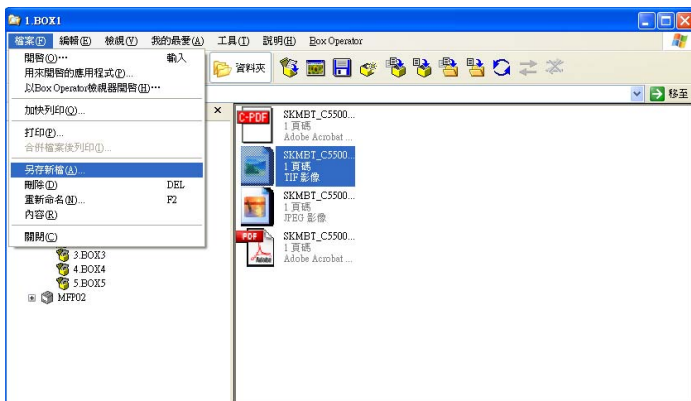 1.BOX1
檔案(F) 編輯(E) 檢視(V) 我的最愛(A) 工具(T) 說明(H) Box Operator
開啓(O)… 輸入
用來開啓的應用程式(P)...
以Box Operator檢視器開啓(H)…
加快列印(Q)...
打印(P)...
合併檔案後列印(J)...
另存新檔(A)...
刪除(D) DEL
重新命名(N)... F2
內容(R)
關閉(C)
資料夾
移至
C-PDF
SKMBT_C5500...
1 頁碼
Adobe Acrobat ...
SKMBT_C5500...
1 頁碼
TIF 影像
SKMBT_C5500...
1 頁碼
JPEG 影像
PDF
Adobe
SKMBT_C5500...
1 頁碼
Adobe Acrobat ...
3.BOX3
4.BOX4
5.BOX5
MFP02